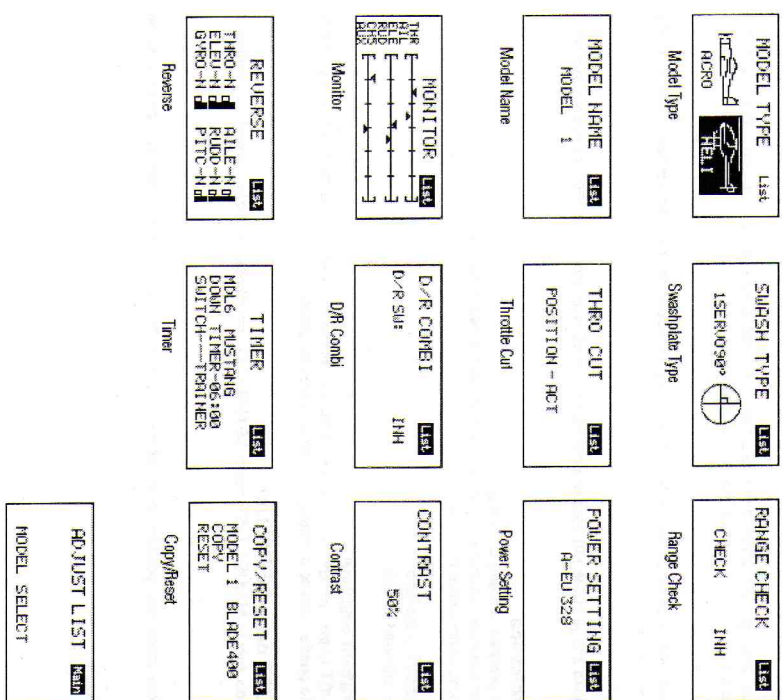 MODEL TYPE List
ACRO HELI
Model Type
SWASH TYPE List
1SERVO90°
Swashplate Type
RANGE CHECK List
CHECK INH
Range Check
MODEL NAME List
MODEL 1
Model Name
THRO CUT List
POSITION - ACT
Throttle Cut
POWER SETTING List
A-EU 328
Power Setting
MONITOR List
THR
AIL
ELE
RUD
CH5
AUX
Monitor
D/R COMBI List
D/R SW: INH
D/R Combi
CONTRAST List
50%
Contrast
REVERSE List
THRO-N AILE-N
ELEV-N RUDD-N
GYRO-N PITC-N
Reverse
TIMER List
MDL6 MUSTANG
DOWN TIMER-06:00
SWITCH---TRAINER
Timer
COPY/RESET List
MODEL 1 BLADE400
COPY
RESET
Copy/Reset
ADJUST LIST Main
MODEL SELECT